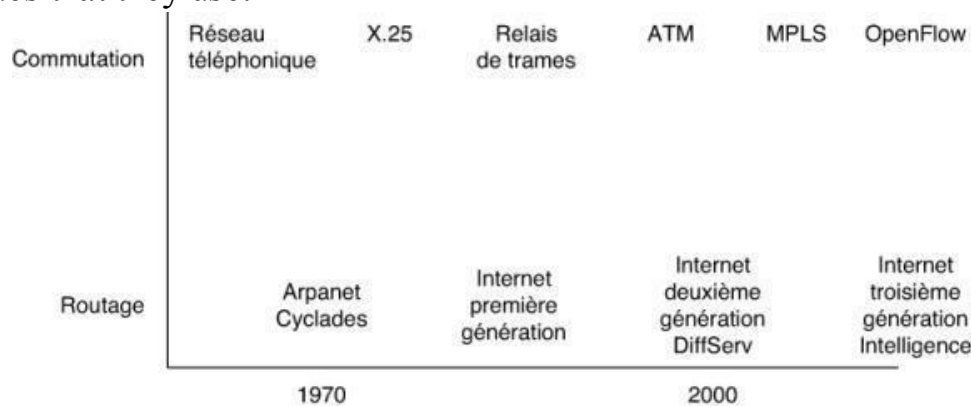 Commutation
Réseau
téléphonique
X.25
Relais
de trames
ATM
MPLS
OpenFlow
Routage
Arpanet
Cyclades
Internet
première
génération
Internet
deuxième
génération
DiffServ
Internet
troisième
génération
Intelligence
1970
2000